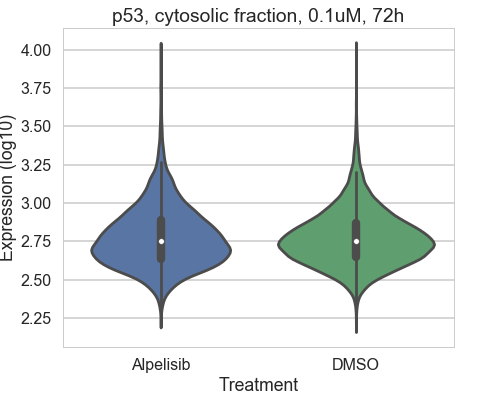 p53, cytosolic fraction, 0.1uM, 72h
4.00
3.75
3.50
3.25
3.00
2.75
2.50
2.25
Expression (log10)
Alpelisib DMSO
Treatment